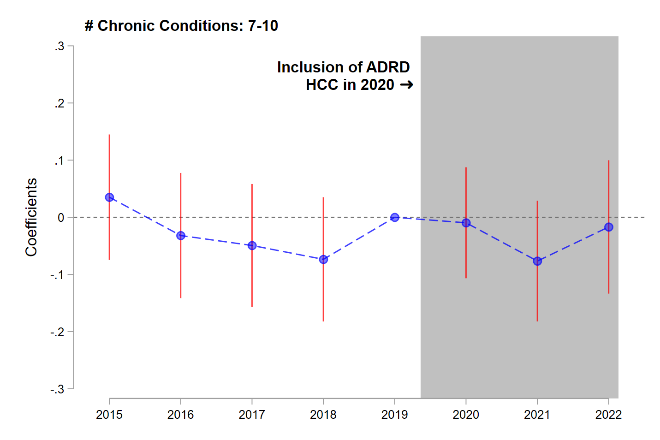 # Chronic Conditions: 7-10
.3
Inclusion of ADRD
HCC in 2020 →
.2
.1
0
-.1
-.2
-.3
Coefficients
2015 2016 2017 2018 2019 2020 2021 2022